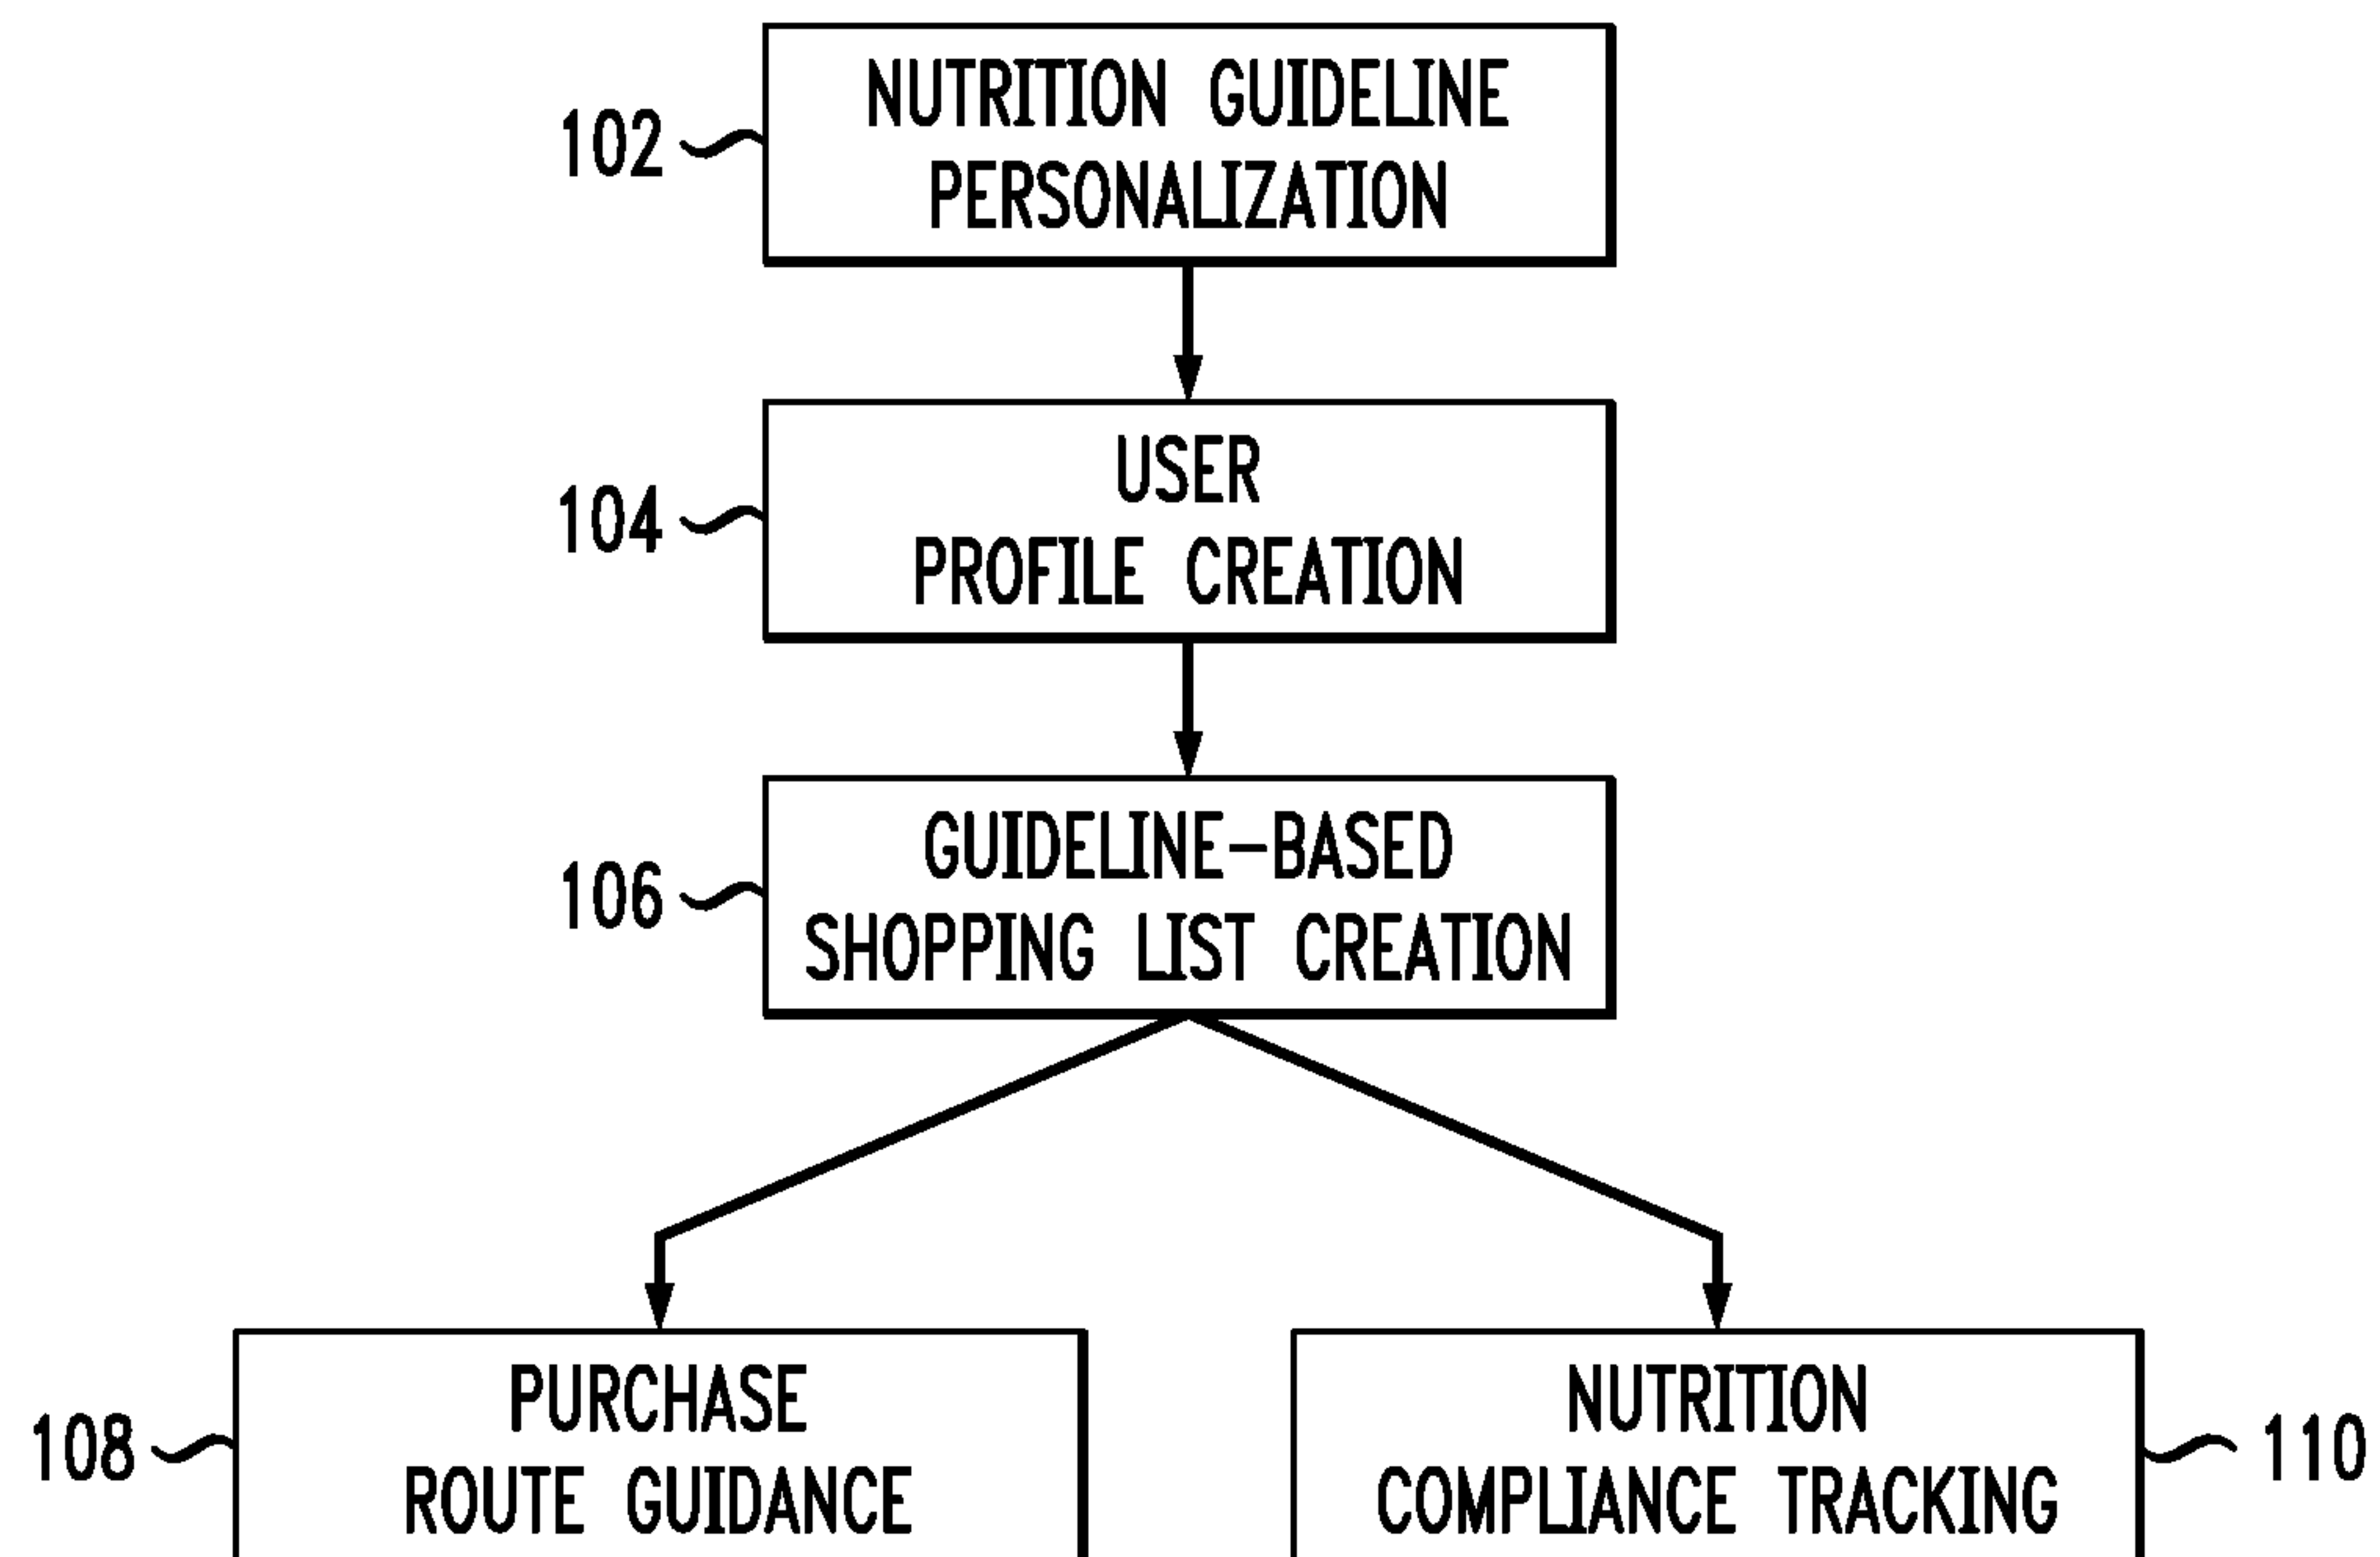 NUTRITION GUIDELINE
PERSONALIZATION
102
USER
PROFILE CREATION
104
GUIDELINE-BASED
SHOPPING LIST CREATION
106
PURCHASE
ROUTE GUIDANCE
108
NUTRITION
COMPLIANCE TRACKING
110